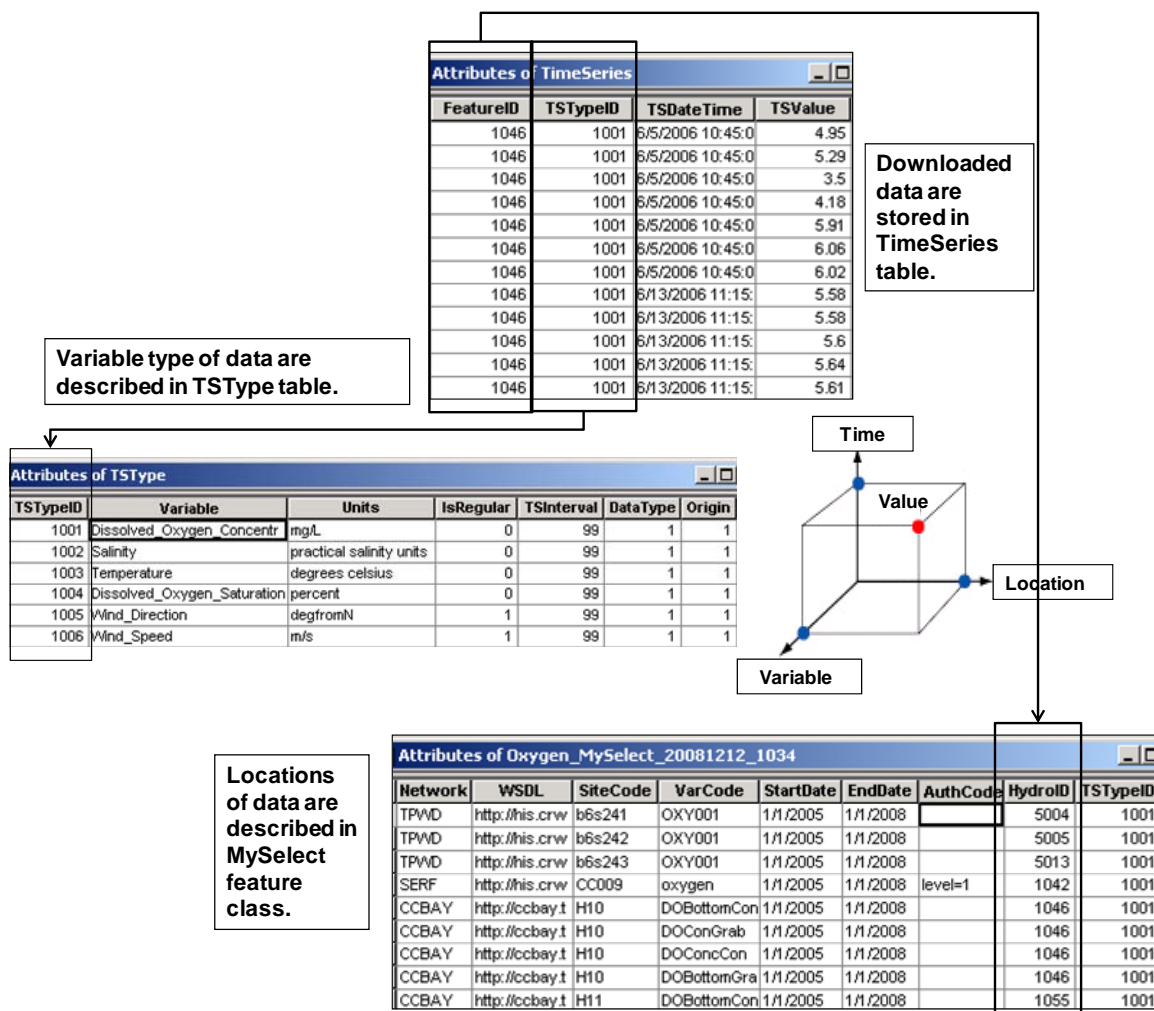 Attributes of TimeSeries
FeatureID TSTypeID TSDateTime TSValue
1046 1001 6/5/2006 10:45:0 4.95
1046 1001 6/5/2006 10:45:0 5.29
1046 1001 6/5/2006 10:45:0 3.5
1046 1001 6/5/2006 10:45:0 4.18
1046 1001 6/5/2006 10:45:0 5.91
1046 1001 6/5/2006 10:45:0 6.06
1046 1001 6/5/2006 10:45:0 6.02
1046 1001 6/13/2006 11:15: 5.58
1046 1001 6/13/2006 11:15: 5.58
1046 1001 6/13/2006 11:15: 5.6
1046 1001 6/13/2006 11:15: 5.64
1046 1001 6/13/2006 11:15: 5.61
Downloaded
data are
stored in
TimeSeries
table.
Variable type of data are
described in TSType table.
Attributes of TSType
TSTypeID Variable Units IsRegular TSInterval DataType Origin
1001 Dissolved_Oxygen_Concentr mg/L 0 99 1 1
1002 Salinity practical salinity units 0 99 1 1
1003 Temperature degrees celsius 0 99 1 1
1004 Dissolved_Oxygen_Saturation percent 0 99 1 1
1005 Wind_Direction degfromN 1 99 1 1
1006 Wind_Speed m/s 1 99 1 1
Time
Value
Location
Variable
Locations
of data are
described in
MySelect
feature
class.
Attributes of Oxygen_MySelect_20081212_1034
Network WSDL SiteCode VarCode StartDate EndDate AuthCode HydroID TSTypeID
TPWD http://his.crw b6s241 OXY001 1/1/2005 1/1/2008 5004 1001
TPWD http://his.crw b6s242 OXY001 1/1/2005 1/1/2008 5005 1001
TPWD http://his.crw b6s243 OXY001 1/1/2005 1/1/2008 5013 1001
SERF http://his.crw CC009 oxygen 1/1/2005 1/1/2008 level=1 1042 1001
CCBAY http://ccbay.t H10 DOBottomCon 1/1/2005 1/1/2008 1046 1001
CCBAY http://ccbay.t H10 DOConGrab 1/1/2005 1/1/2008 1046 1001
CCBAY http://ccbay.t H10 DOConcCon 1/1/2005 1/1/2008 1046 1001
CCBAY http://ccbay.t H10 DOBottomGra 1/1/2005 1/1/2008 1046 1001
CCBAY http://ccbay.t H11 DOBottomCon 1/1/2005 1/1/2008 1055 1001